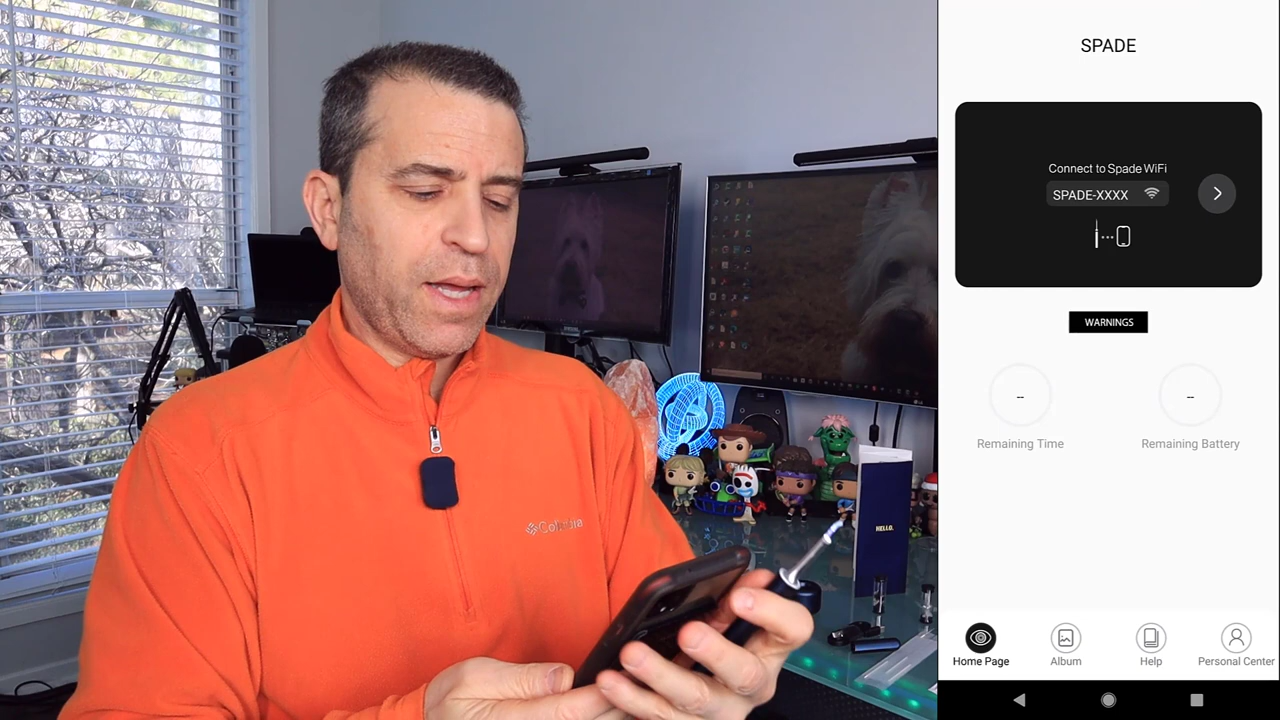 SPADE
Connect to Spade WiFi
SPADE-XXXX
WARNINGS
--
--
Remaining Time
Remaining Battery
Home Page
Album
Help
Personal Center
Columbia
HELLO.